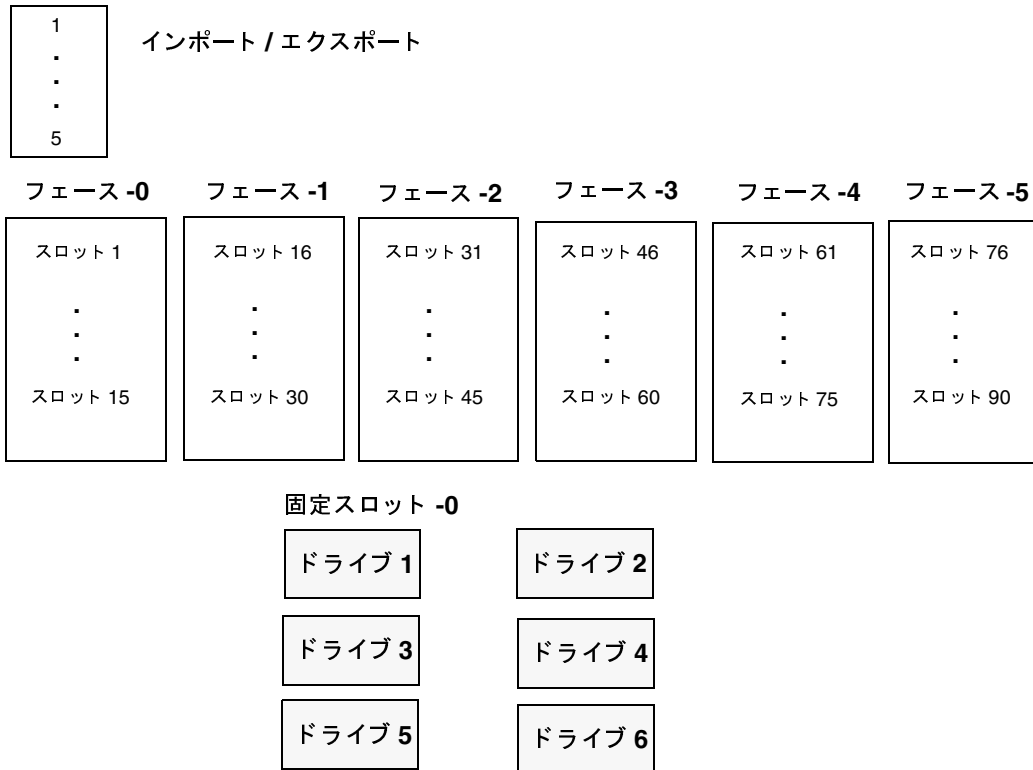 1
.
.
.
5
インポート / エクスポート
フェース -0 フェース -1 フェース -2 フェース -3 フェース -4 フェース -5
スロット 1 スロット 16 スロット 31 スロット 46 スロット 61 スロット 76
. . . . . .
. . . . . .
. . . . . .
スロット 15 スロット 30 スロット 45 スロット 60 スロット 75 スロット 90
固定スロット -0
ドライブ 1 ドライブ 2
ドライブ 3 ドライブ 4
ドライブ 5 ドライブ 6